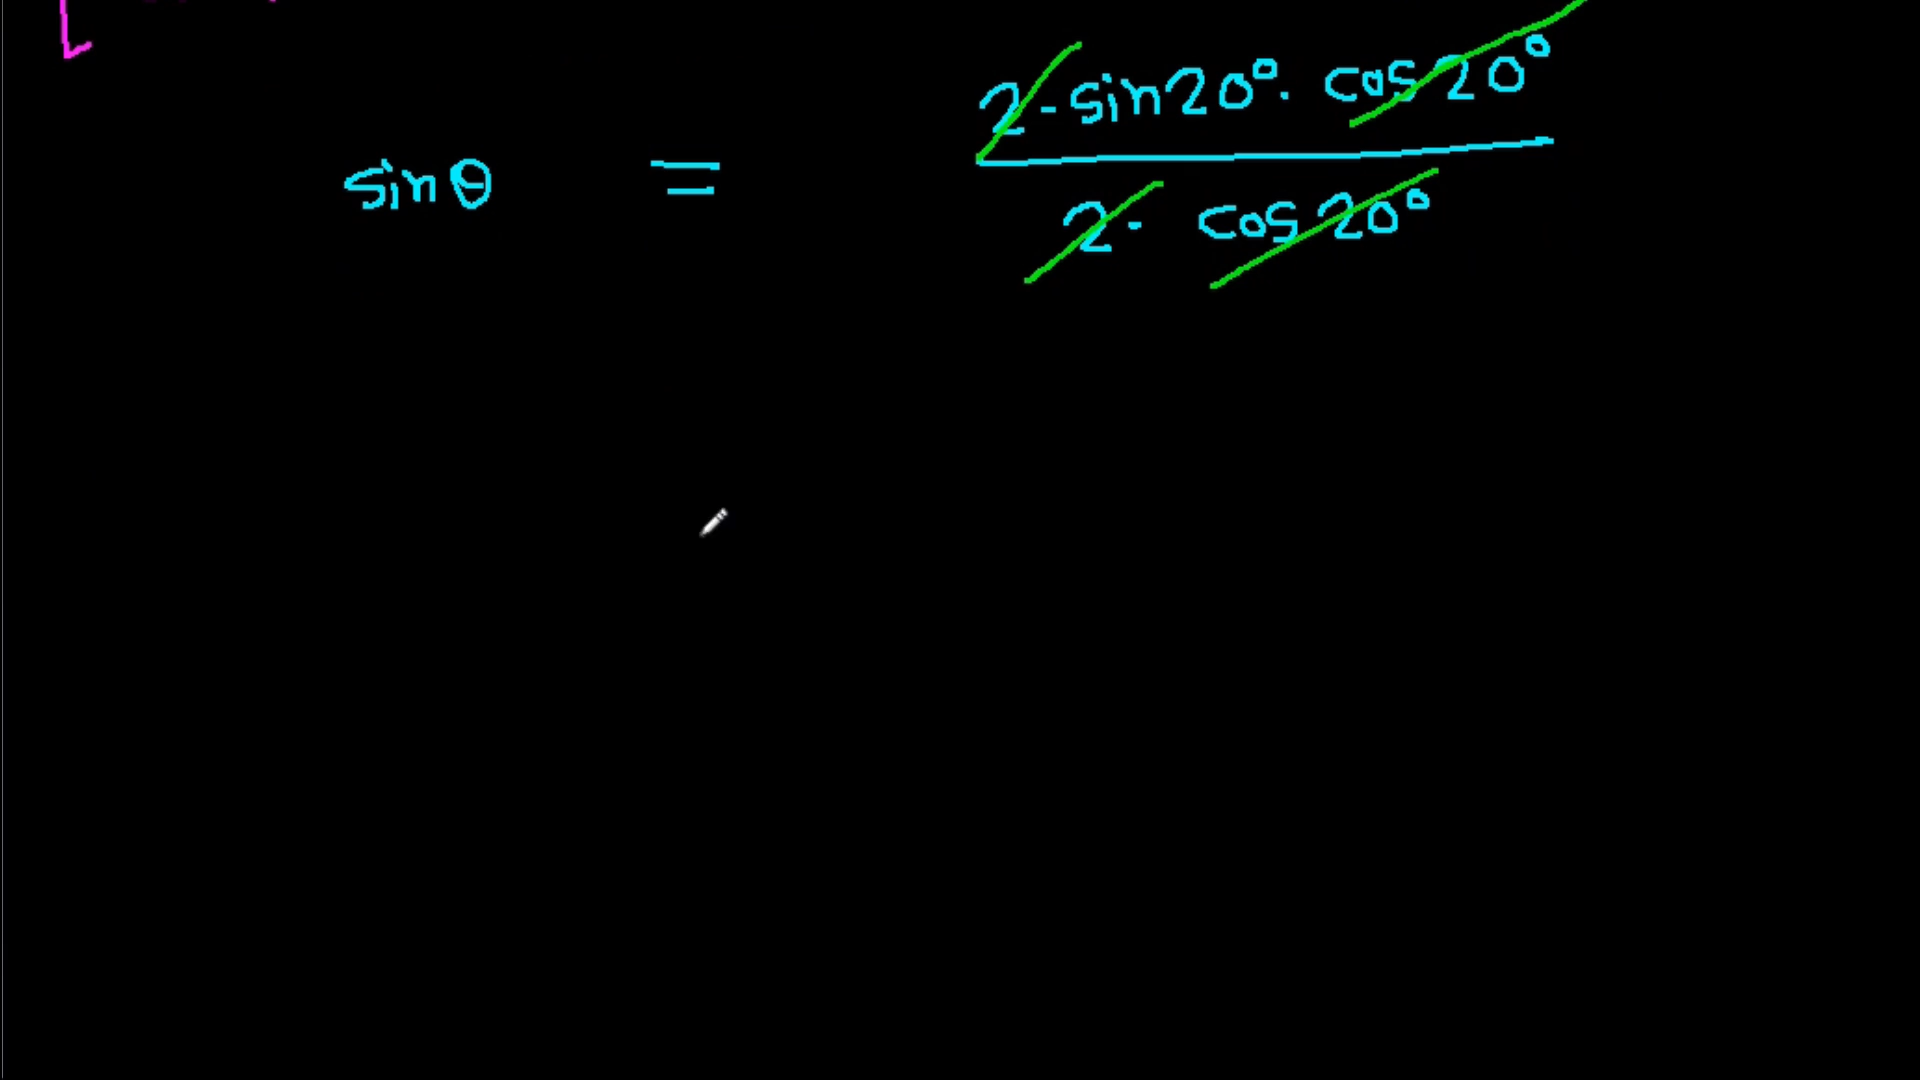 2 · sin20° · cos20°
sinθ =
2 · cos20°